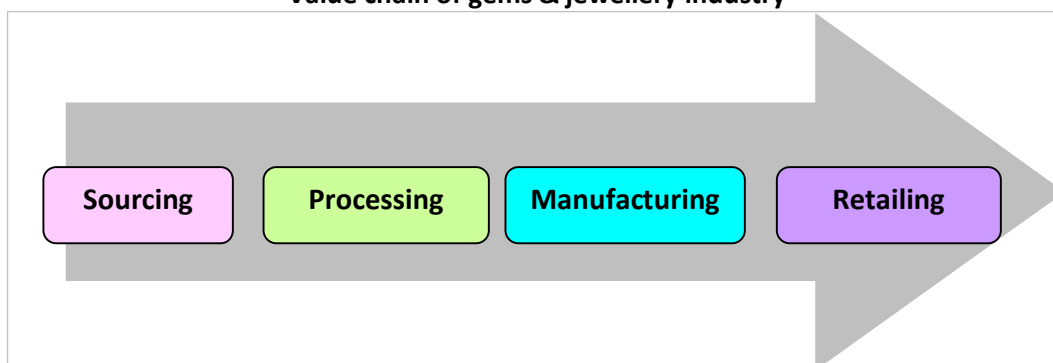 Value chain of gems & jewellery industry
Sourcing
Processing
Manufacturing
Retailing